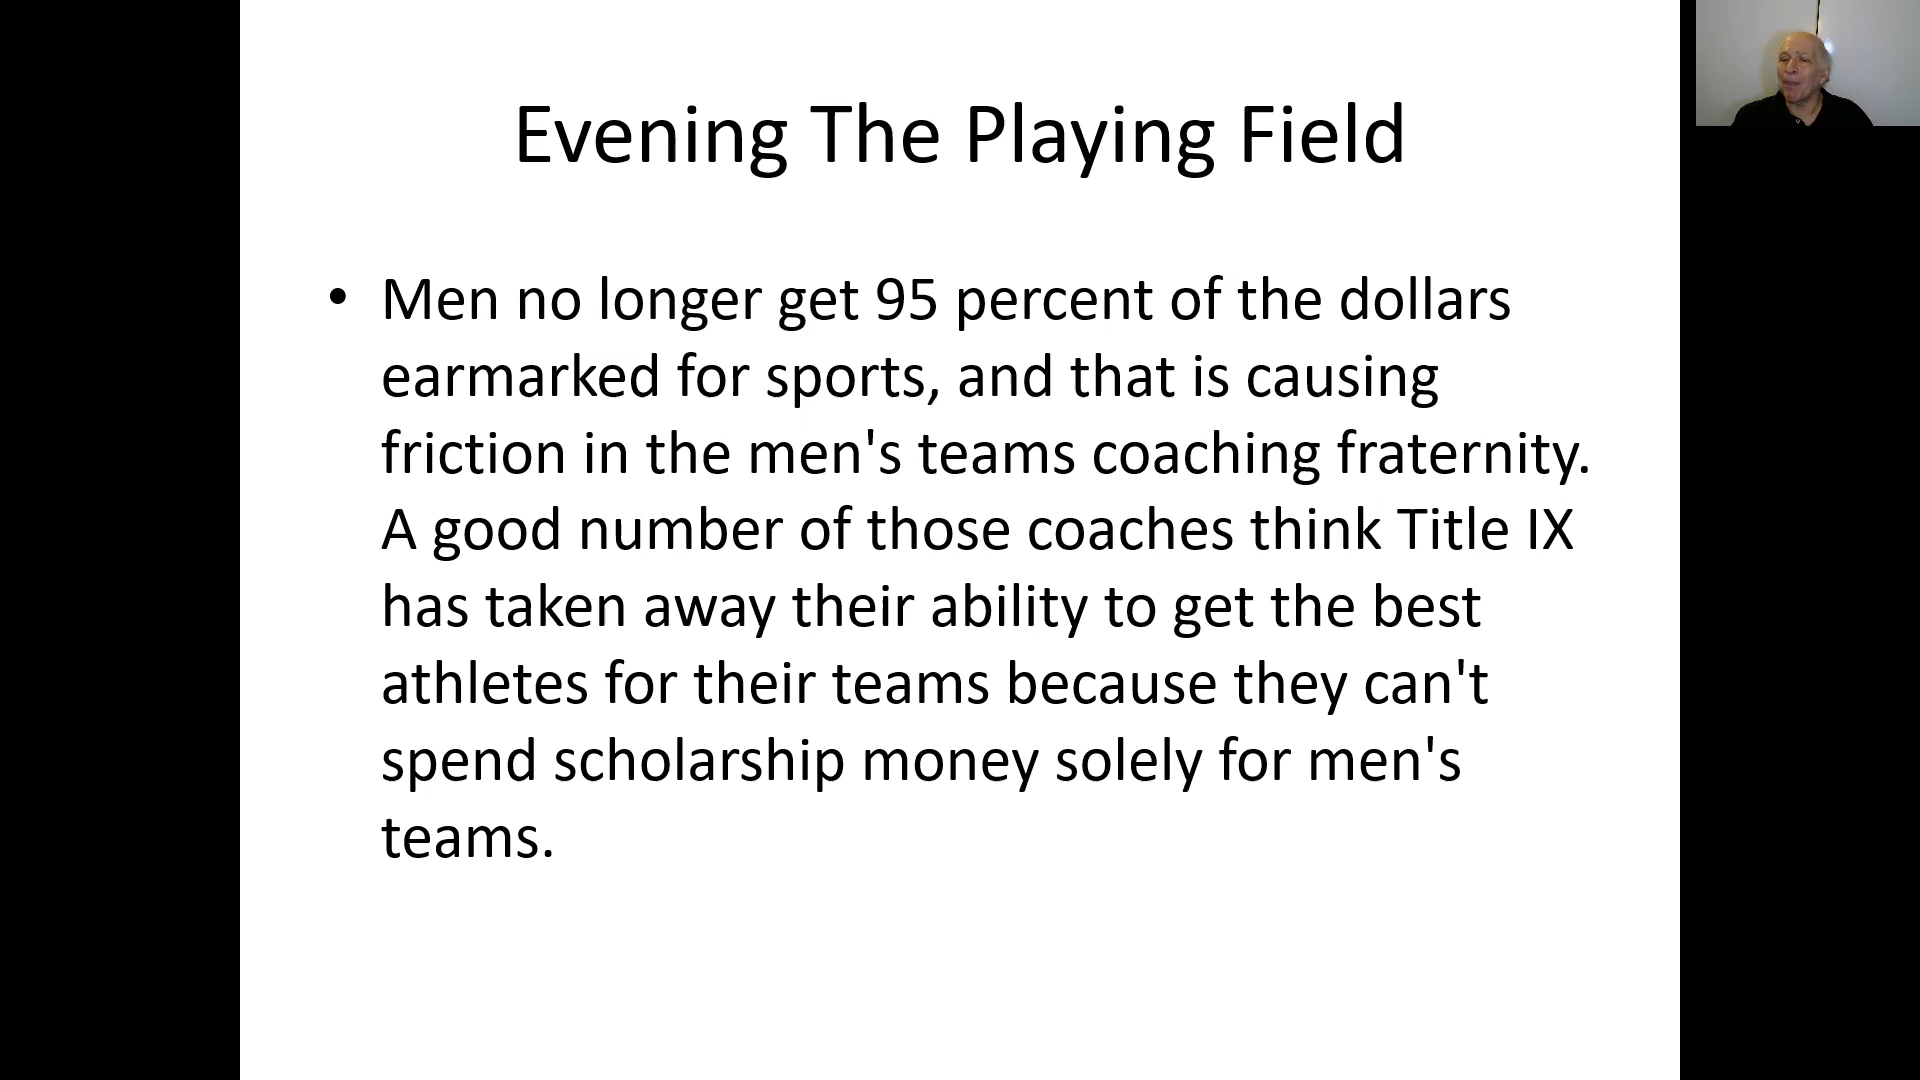 Evening The Playing Field
• Men no longer get 95 percent of the dollars
earmarked for sports, and that is causing
friction in the men's teams coaching fraternity.
A good number of those coaches think Title IX
has taken away their ability to get the best
athletes for their teams because they can't
spend scholarship money solely for men's
teams.